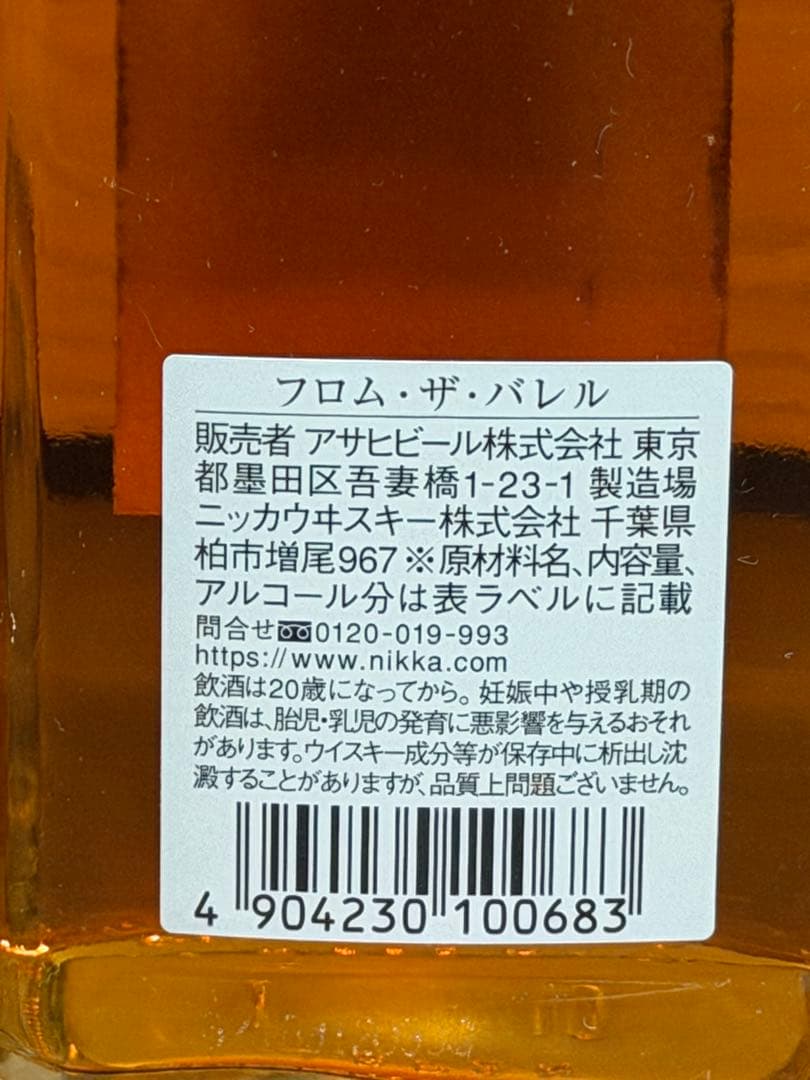 フロム・ザ・バレル
販売者 アサヒビール株式会社 東京
都墨田区吾妻橋1-23-1 製造場
ニッカウヰスキー株式会社 千葉県
柏市増尾967 ※原材料名、内容量、
アルコール分は表ラベルに記載
問合せ 0120-019-993
https://www.nikka.com
飲酒は20歳になってから。妊娠中や授乳期の
飲酒は、胎児・乳児の発育に悪影響を与えるおそれ
があります。ウイスキー成分等が保存中に析出し沈
澱することがありますが、品質上問題ございません。
4 904230 100683